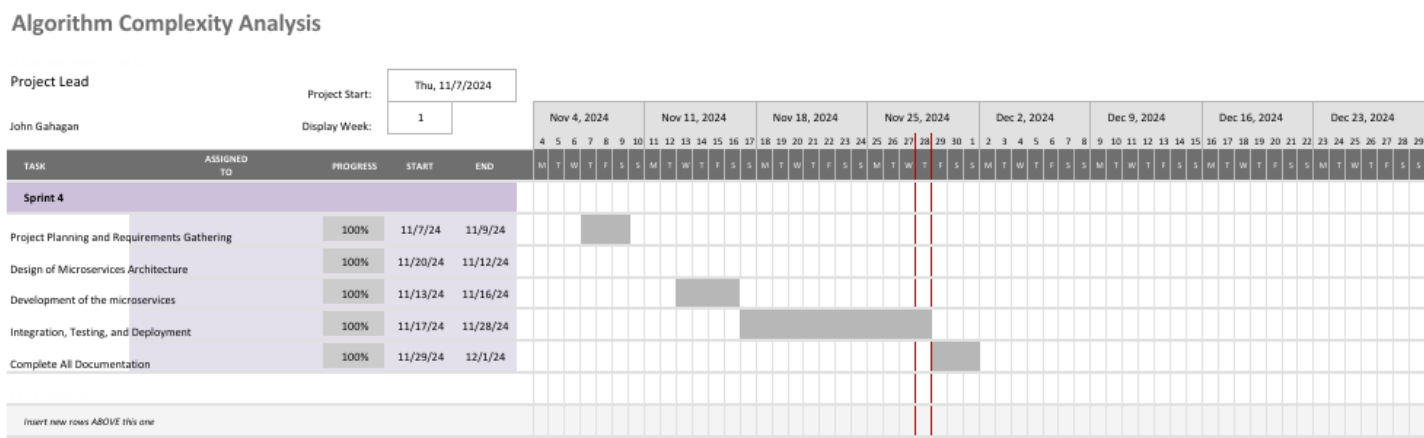 Algorithm Complexity Analysis
Project Lead
Project Start: Thu, 11/7/2024
John Gahagan Display Week: 1
Nov 4, 2024 Nov 11, 2024 Nov 18, 2024 Nov 25, 2024 Dec 2, 2024 Dec 9, 2024 Dec 16, 2024 Dec 23, 2024
4 5 6 7 8 9 10 11 12 13 14 15 16 17 18 19 20 21 22 23 24 25 26 27 28 29 30 1 2 3 4 5 6 7 8 9 10 11 12 13 14 15 16 17 18 19 20 21 22 23 24 25 26 27 28 29
TASK ASSIGNED TO PROGRESS START END M T W T F S S M T W T F S S M T W T F S S M T W T F S S M T W T F S S M T W T F S S M T W T F S S M T W T F S S
Sprint 4
Project Planning and Requirements Gathering 100% 11/7/24 11/9/24
Design of Microservices Architecture 100% 11/20/24 11/12/24
Development of the microservices 100% 11/13/24 11/16/24
Integration, Testing, and Deployment 100% 11/17/24 11/28/24
Complete All Documentation 100% 11/29/24 12/1/24
Insert new rows ABOVE this one